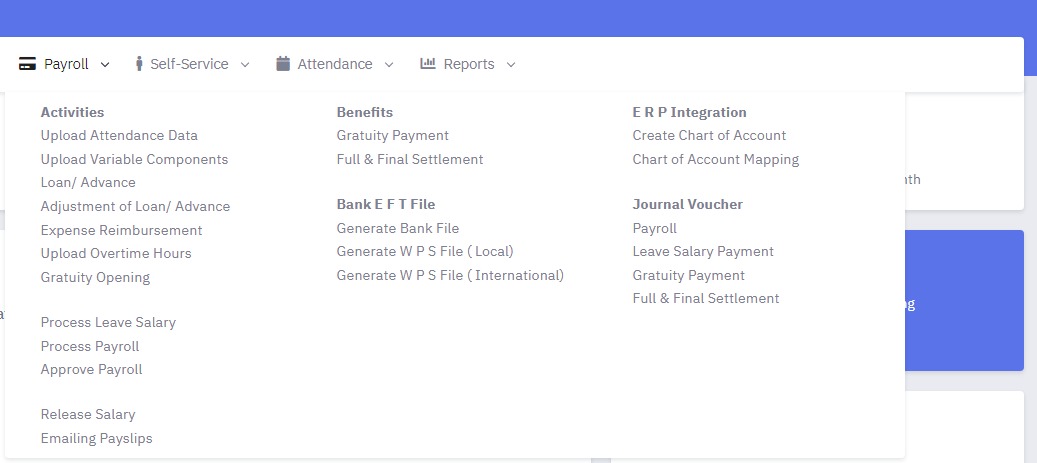 Payroll
Self-Service
Attendance
Reports
Activities
Upload Attendance Data
Upload Variable Components
Loan/ Advance
Adjustment of Loan/ Advance
Expense Reimbursement
Upload Overtime Hours
Gratuity Opening
Process Leave Salary
Process Payroll
Approve Payroll
Release Salary
Emailing Payslips
Benefits
Gratuity Payment
Full & Final Settlement
Bank E F T File
Generate Bank File
Generate W P S File ( Local)
Generate W P S File ( International)
E R P Integration
Create Chart of Account
Chart of Account Mapping
Journal Voucher
Payroll
Leave Salary Payment
Gratuity Payment
Full & Final Settlement